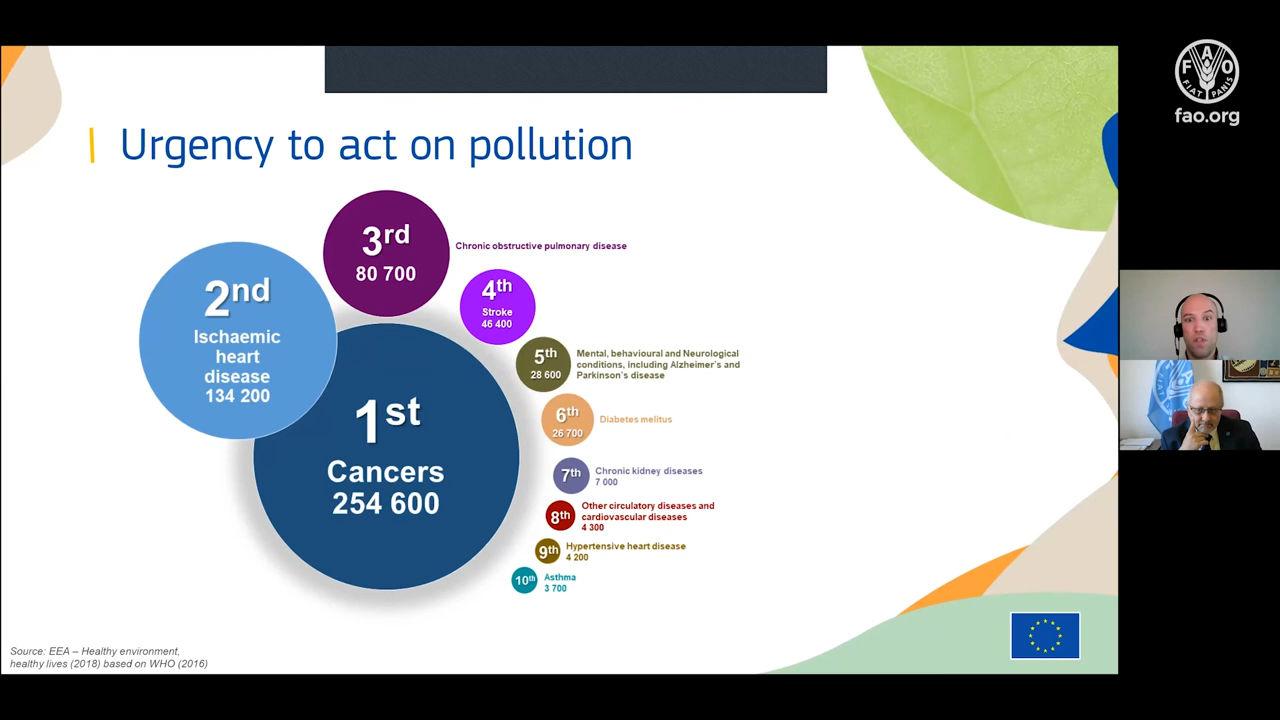 Urgency to act on pollution
3rd
80 700
Chronic obstructive pulmonary disease
2nd
Ischaemic
heart
disease
134 200
4th
Stroke
46 400
5th
28 600
Mental, behavioural and Neurological
conditions, including Alzheimer's and
Parkinson's disease
1st
Cancers
254 600
6th
26 700
Diabetes melitus
7th
Chronic kidney diseases
7 000
8th
Other circulatory diseases and
cardiovascular diseases
4 300
9th
Hypertensive heart disease
4 200
10th
Asthma
3 700
Source: EEA – Healthy environment,
healthy lives (2018) based on WHO (2016)
F A O
FIAT PANIS
fao.org